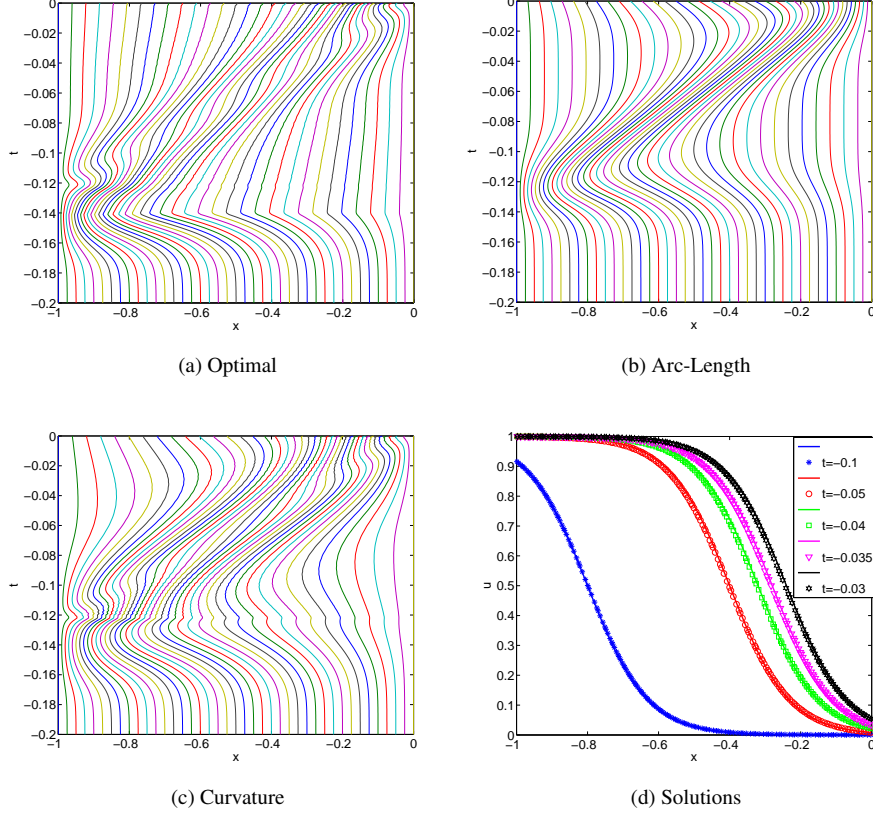 0
−0.02
−0.04
−0.06
−0.08
−0.1
−0.12
−0.14
−0.16
−0.18
−0.2
t
−1 −0.8 −0.6 −0.4 −0.2 0
x
(a) Optimal
0
−0.02
−0.04
−0.06
−0.08
−0.1
−0.12
−0.14
−0.16
−0.18
−0.2
t
−1 −0.8 −0.6 −0.4 −0.2 0
x
(b) Arc-Length
0
−0.02
−0.04
−0.06
−0.08
−0.1
−0.12
−0.14
−0.16
−0.18
−0.2
t
−1 −0.8 −0.6 −0.4 −0.2 0
x
(c) Curvature
1
0.9
0.8
0.7
0.6
0.5
0.4
0.3
0.2
0.1
0
u
−1 −0.8 −0.6 −0.4 −0.2 0
x
t=−0.1
t=−0.05
t=−0.04
t=−0.035
t=−0.03
(d) Solutions